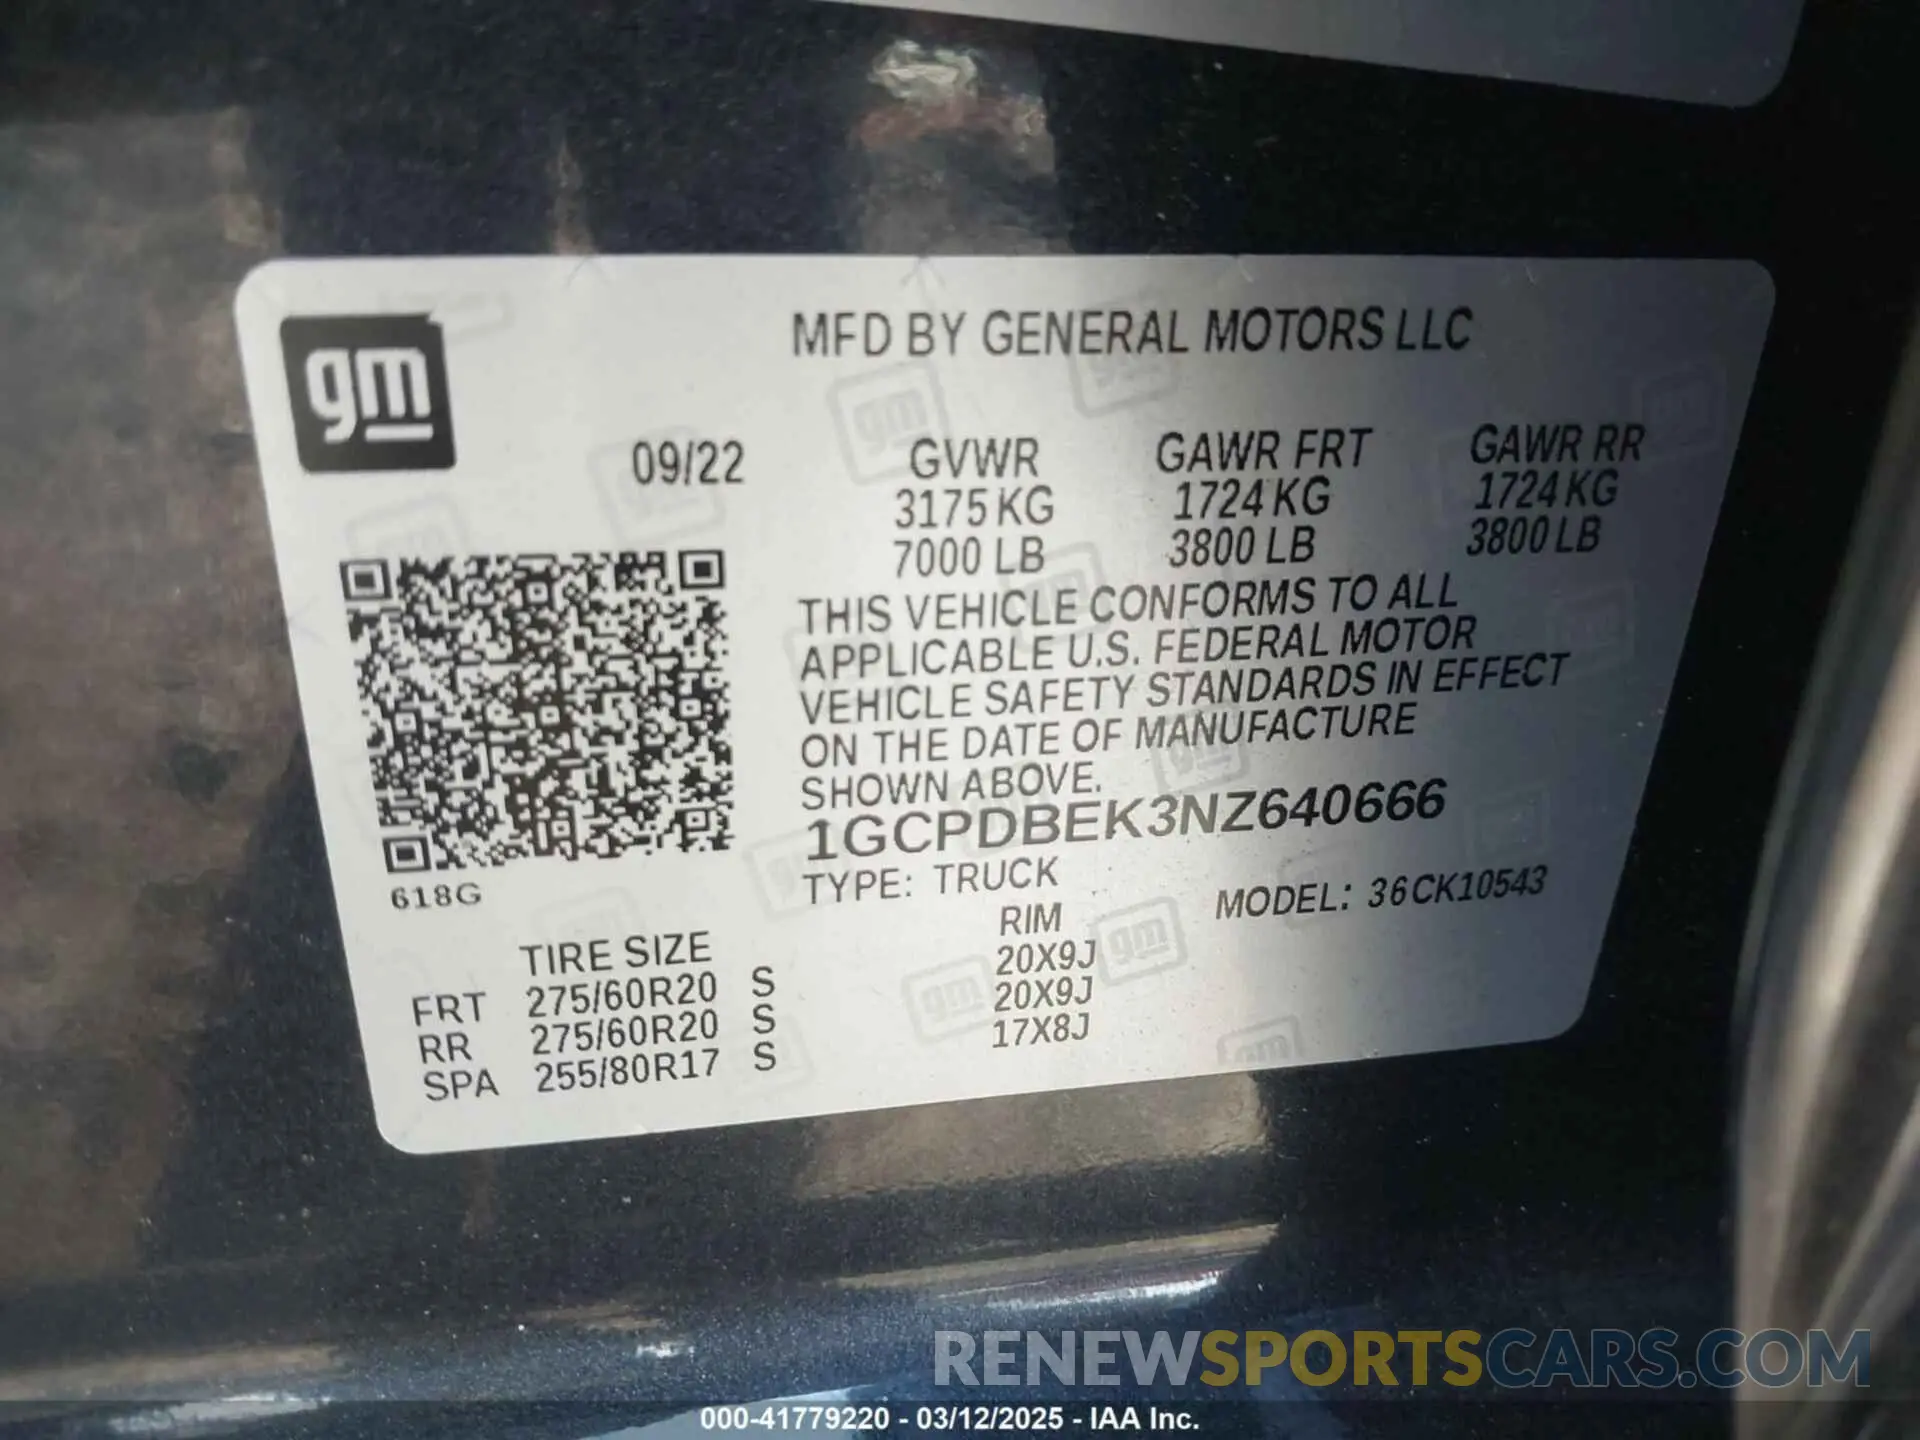 MFD BY GENERAL MOTORS LLC
gm
09/22 GVWR GAWR FRT GAWR RR
3175 KG 1724 KG 1724 KG
7000 LB 3800 LB 3800 LB
THIS VEHICLE CONFORMS TO ALL
APPLICABLE U.S. FEDERAL MOTOR
VEHICLE SAFETY STANDARDS IN EFFECT
ON THE DATE OF MANUFACTURE
SHOWN ABOVE.
1GCPDBEK3NZ640666
618G
TYPE: TRUCK MODEL: 36CK10543
TIRE SIZE RIM
FRT 275/60R20 S 20X9J
RR 275/60R20 S 20X9J
SPA 255/80R17 S 17X8J
RENEWSPORTSCARS.COM
000-41779220 - 03/12/2025 - IAA Inc.